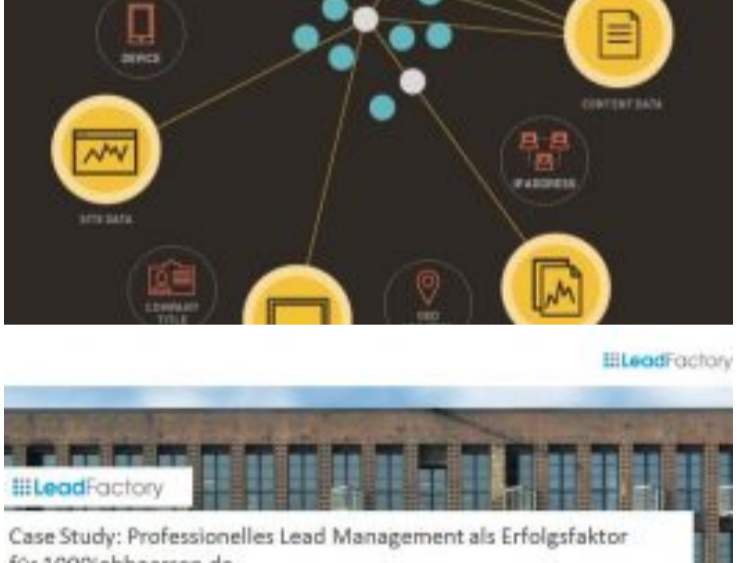 DEVICE
CONTENT DATA
IP ADDRESS
SITE DATA
COMPANY
TITLE
GEO
LeadFactory
LeadFactory
Case Study: Professionelles Lead Management als Erfolgsfaktor
für